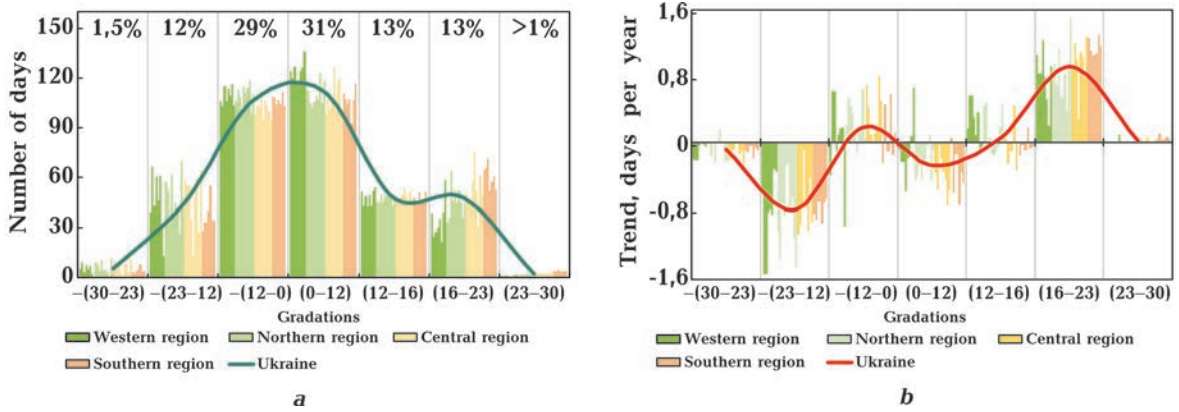 1,5% 12% 29% 31% 13% 13% >1%
150
120
90
60
30
0
Number of days
−(30–23) −(23–12) −(12–0) (0–12) (12–16) (16–23) (23–30)
Gradations
Western region Northern region Central region
Southern region Ukraine
a
1,6
0,8
0
-0,8
-1,6
Trend, days per year
−(30–23) −(23–12) −(12–0) (0–12) (12–16) (16–23) (23–30)
Gradations
Western region Northern region Central region
Southern region Ukraine
b